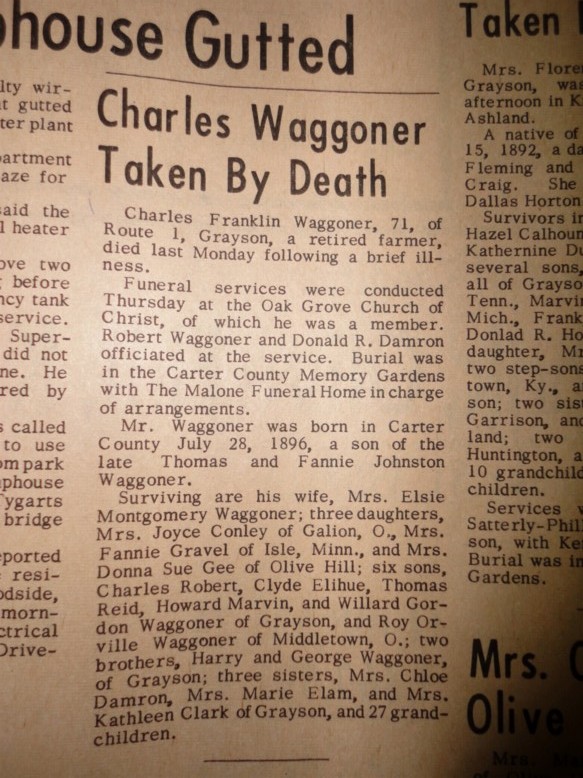 phouse Gutted
lty wir-
t gutted
ter plant
partment
aze for
said the
l heater
ove two
before
ncy tank
service.
Super-
did not
ne. He
red by
s called
to use
om park
phouse
Tygarts
bridge
eported
resi-
odside,
morn-
ctrical
Drive-
Charles Waggoner
Taken By Death
Charles Franklin Waggoner, 71, of
Route 1, Grayson, a retired farmer,
died last Monday following a brief ill-
ness.
Funeral services were conducted
Thursday at the Oak Grove Church of
Christ, of which he was a member.
Robert Waggoner and Donald R. Damron
officiated at the service. Burial was
in the Carter County Memory Gardens
with The Malone Funeral Home in charge
of arrangements.
Mr. Waggoner was born in Carter
County July 28, 1896, a son of the
late Thomas and Fannie Johnston
Waggoner.
Surviving are his wife, Mrs. Elsie
Montgomery Waggoner; three daughters,
Mrs. Joyce Conley of Galion, O., Mrs.
Fannie Gravel of Isle, Minn., and Mrs.
Donna Sue Gee of Olive Hill; six sons,
Charles Robert, Clyde Elihue, Thomas
Reid, Howard Marvin, and Willard Gor-
don Waggoner of Grayson, and Roy Or-
ville Waggoner of Middletown, O.; two
brothers, Harry and George Waggoner,
of Grayson; three sisters, Mrs. Chloe
Damron, Mrs. Marie Elam, and Mrs.
Kathleen Clark of Grayson, and 27 grand-
children.
Taken
Mrs. Flore
Grayson, was
afternoon in K
Ashland.
A native of
15, 1892, a da
Fleming and
Craig. She
Dallas Horton
Survivors in
Hazel Calhoun
Kathernine Du
several sons,
all of Grayso
Tenn., Marvin
Mich., Frank
Donlad R. Ho
daughter, Mr
two step-sons
town, Ky., a
son; two sis
Garrison, and
land; two
Huntington, a
10 grandchild
children.
Services w
Satterly-Phil
son, with Ke
Burial was in
Gardens.
Mrs. C
Olive
Mrs. M